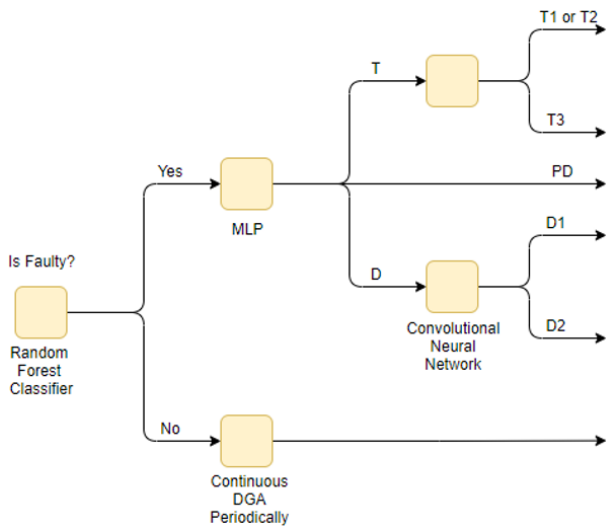 T1 or T2
T
T3
Yes
PD
MLP
D1
Is Faulty?
D
Convolutional
Neural
Network
D2
Random
Forest
Classifier
No
Continuous
DGA
Periodically